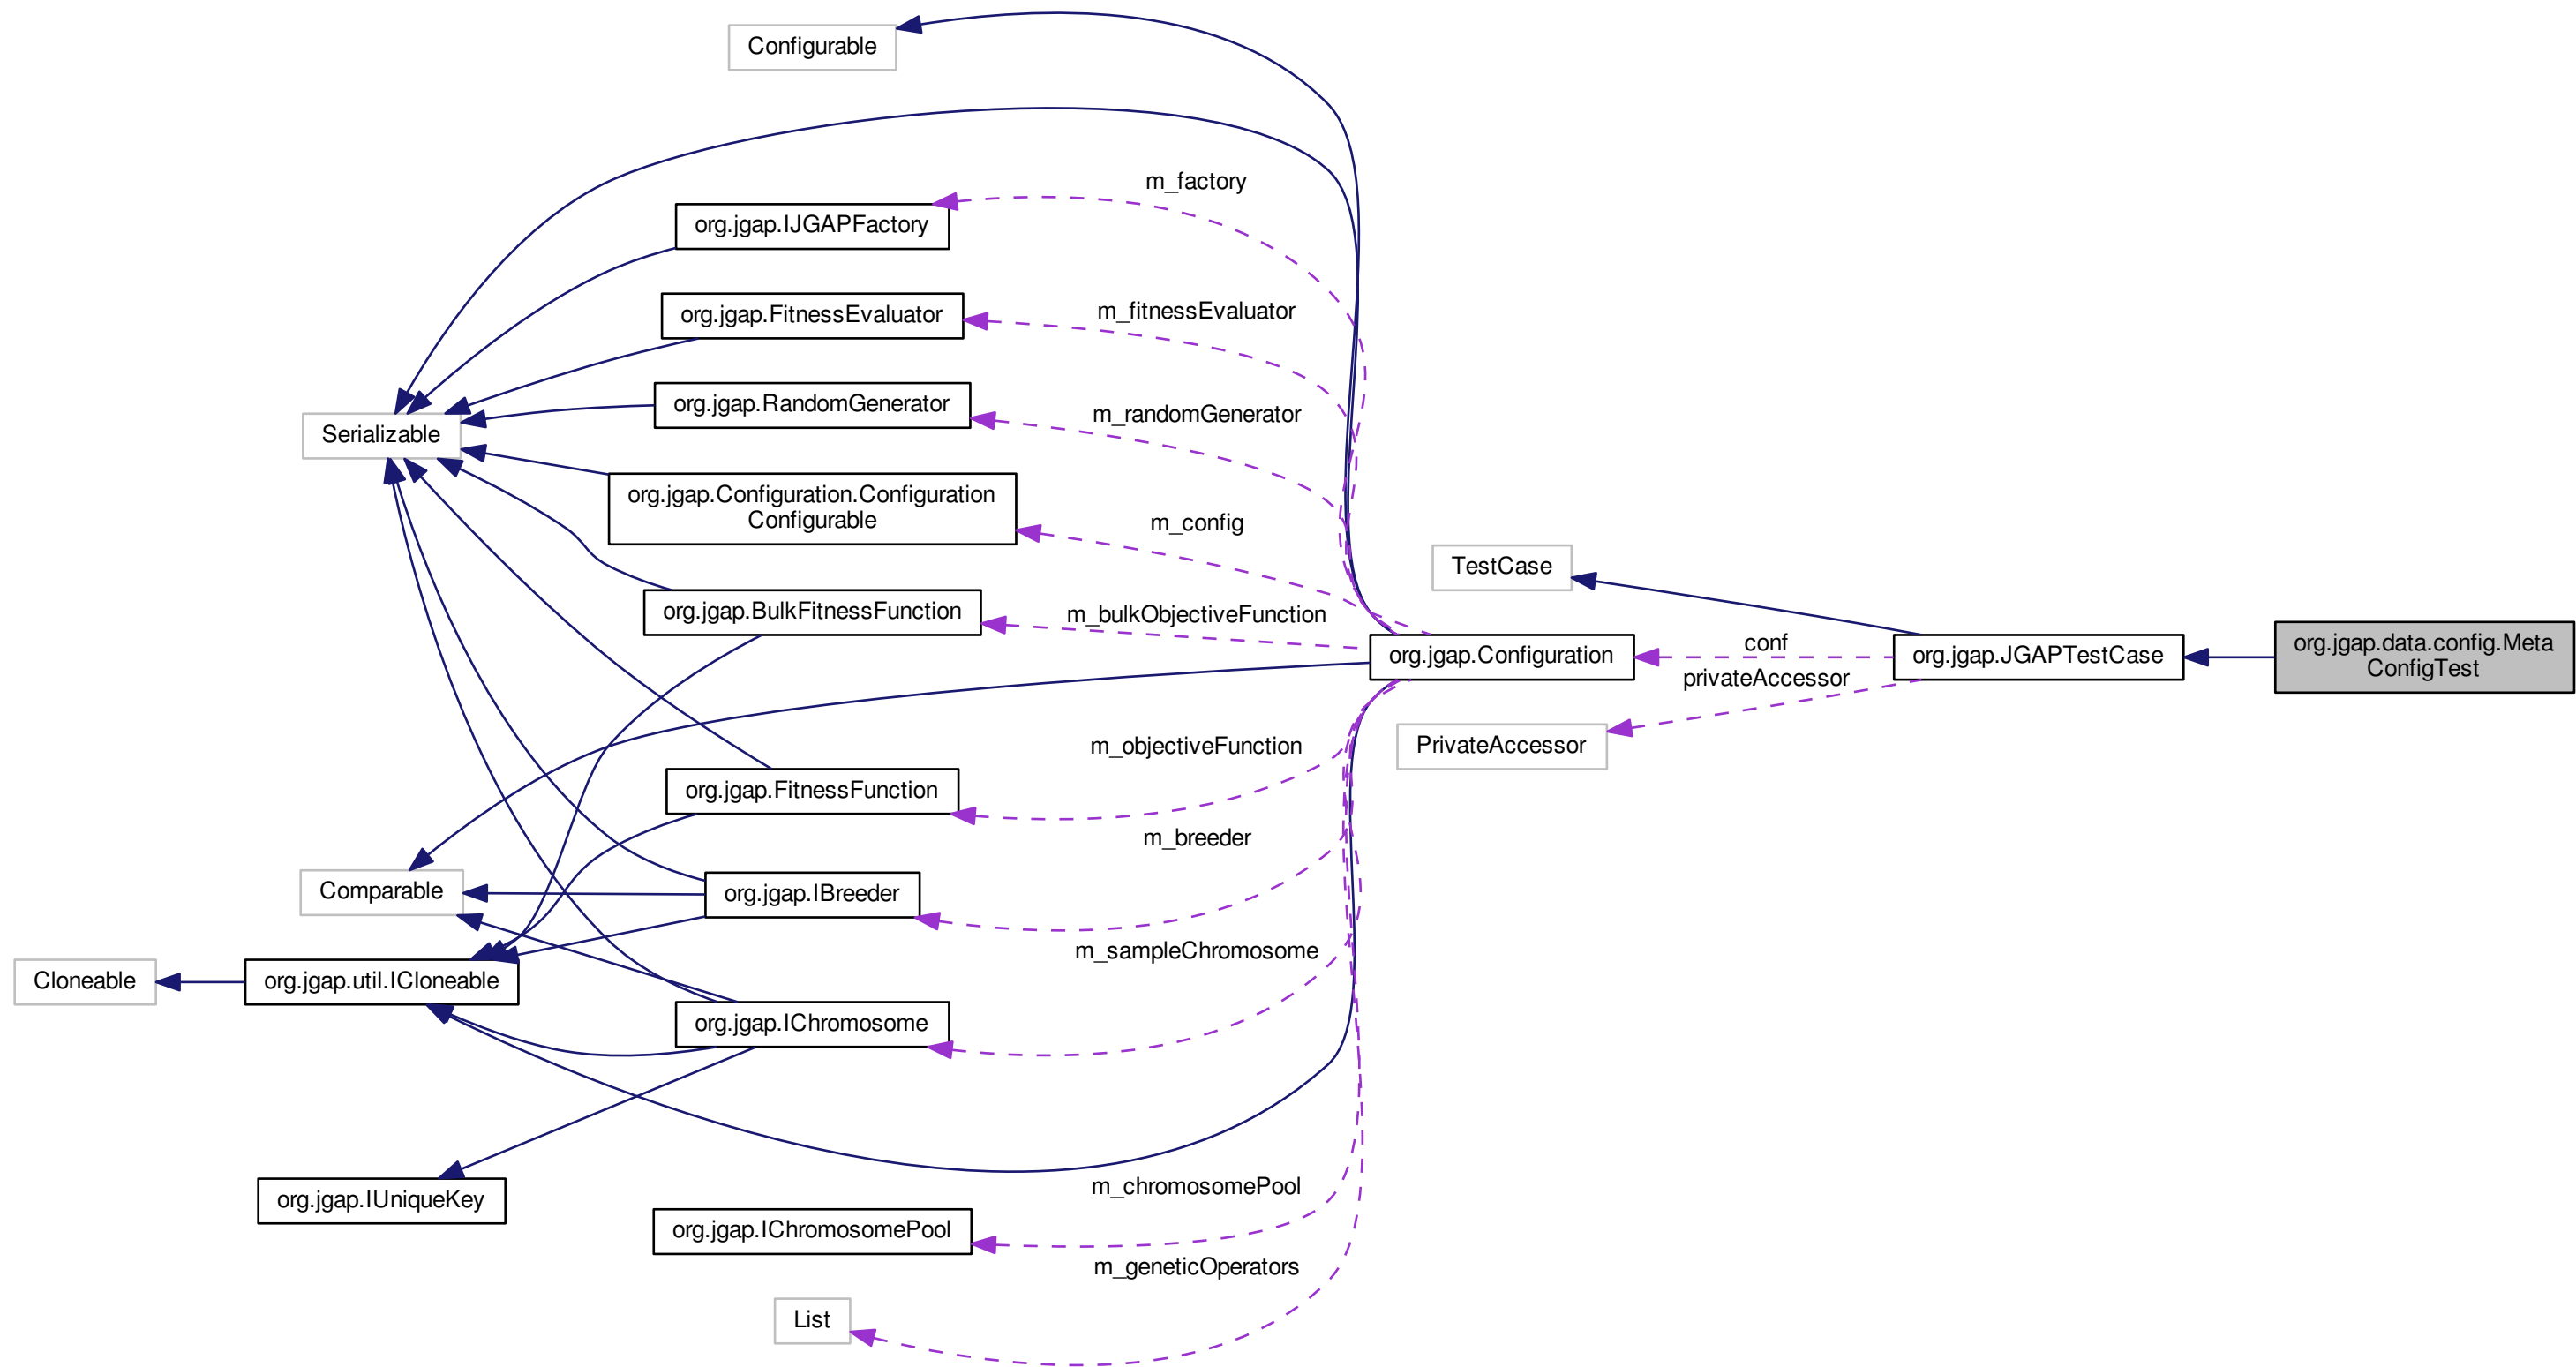 Configurable
m_factory
org.jgap.IJGAPFactory
m_fitnessEvaluator
org.jgap.FitnessEvaluator
m_randomGenerator
org.jgap.RandomGenerator
Serializable
m_config
org.jgap.Configuration.Configuration
Configurable
TestCase
m_bulkObjectiveFunction
org.jgap.BulkFitnessFunction
org.jgap.Configuration
conf
org.jgap.JGAPTestCase
org.jgap.data.config.Meta
ConfigTest
privateAccessor
PrivateAccessor
m_objectiveFunction
org.jgap.FitnessFunction
m_breeder
Comparable
org.jgap.IBreeder
m_sampleChromosome
Cloneable
org.jgap.util.ICloneable
org.jgap.IChromosome
m_chromosomePool
org.jgap.IUniqueKey
org.jgap.IChromosomePool
m_geneticOperators
List